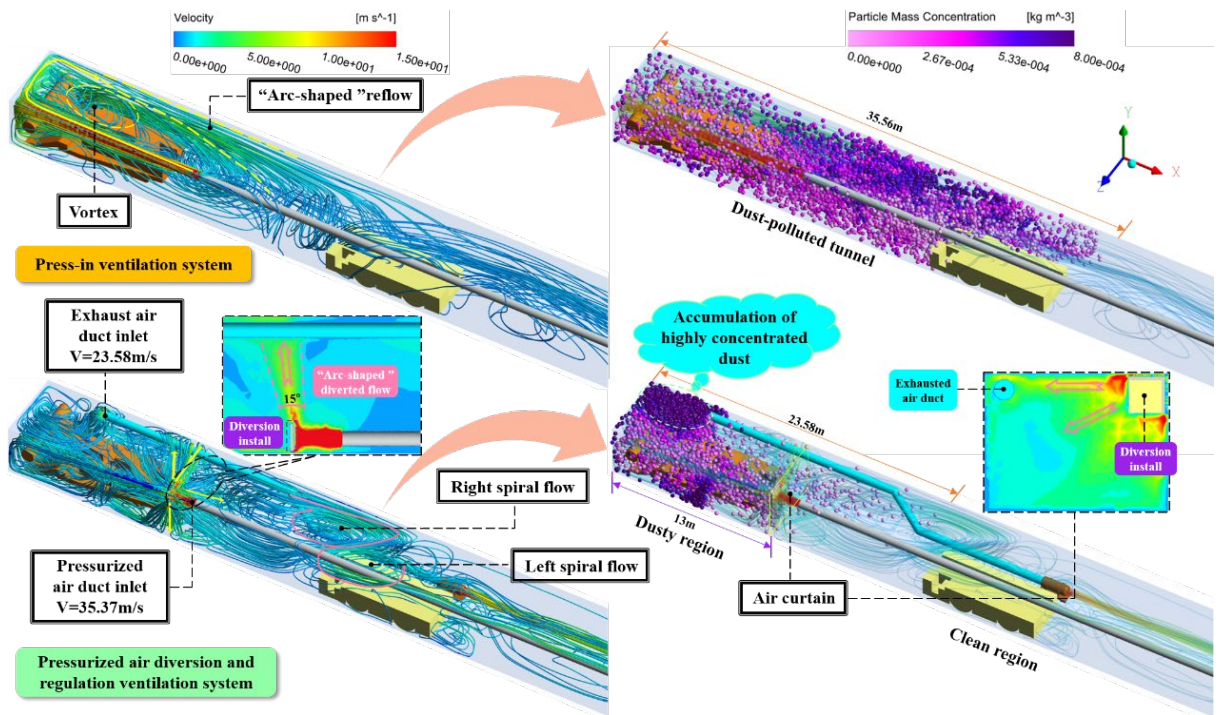 Velocity
[m s^-1]
0.00e+000
5.00e+000
1.00e+001
1.50e+001
“Arc-shaped ”reflow
Vortex
Press-in ventilation system
Particle Mass Concentration
[kg m^-3]
0.00e+000
2.67e-004
5.33e-004
8.00e-004
35.56m
Y
X
Z
Dust-polluted tunnel
Exhaust air
duct inlet
V=23.58m/s
“Arc-shaped ”
diverted flow
15°
Diversion
install
Right spiral flow
Left spiral flow
Pressurized
air duct inlet
V=35.37m/s
Pressurized air diversion and
regulation ventilation system
Accumulation of
highly concentrated
dust
23.58m
Exhausted
air duct
Diversion
install
13m
Dusty region
Air curtain
Clean region